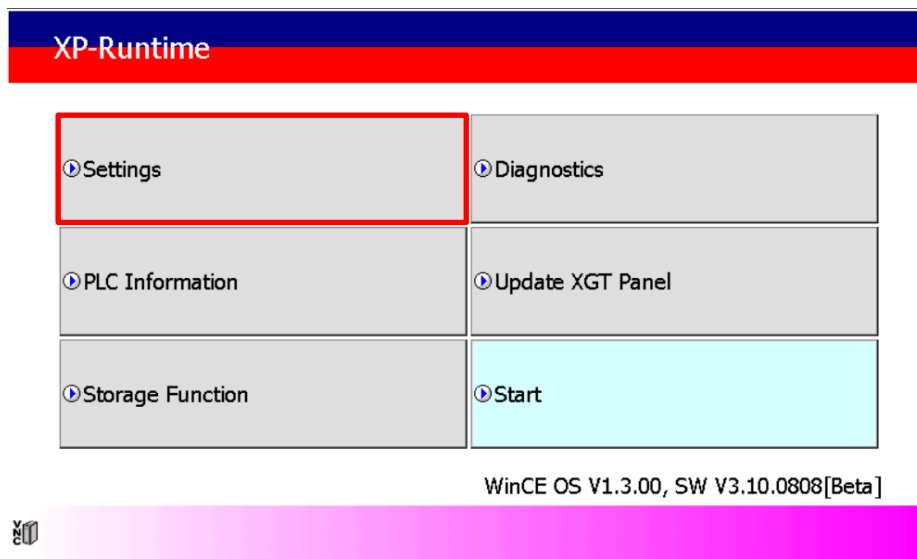 XP-Runtime
Settings
Diagnostics
PLC Information
Update XGT Panel
Storage Function
Start
WinCE OS V1.3.00, SW V3.10.0808[Beta]
VNC